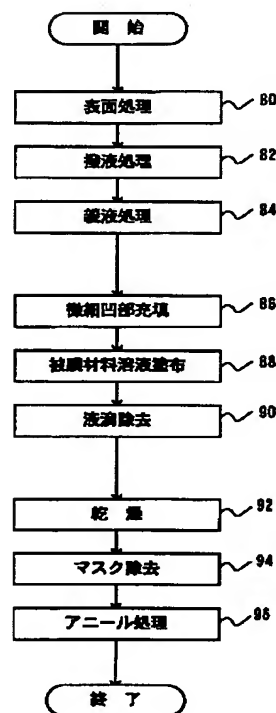 開 始
表面処理 80
撥液処理 82
親液処理 84
微細凹部充填 86
被膜材料溶液塗布 88
液滴除去 90
乾 燥 92
マスク除去 94
アニール処理 96
終 了